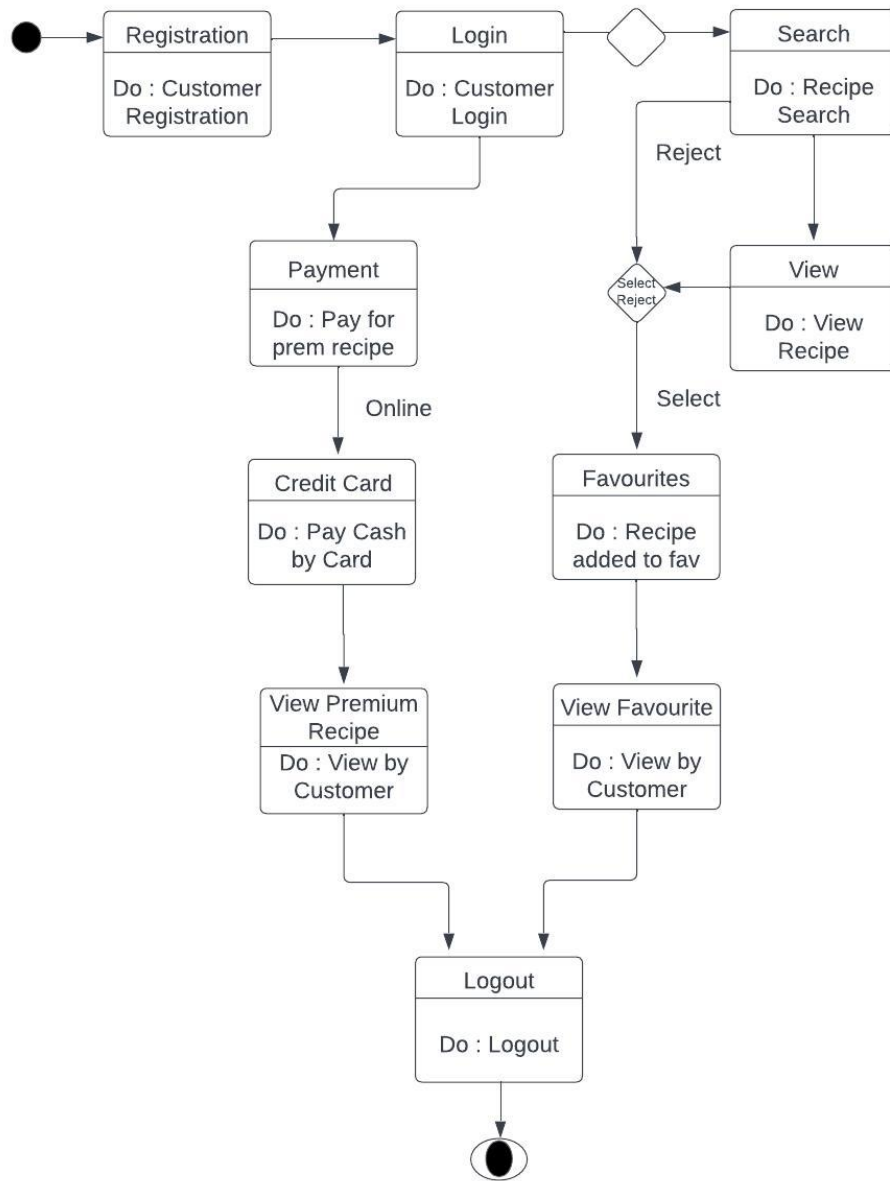 Registration
Do : Customer
Registration
Login
Do : Customer
Login
Search
Do : Recipe
Search
Reject
Payment
Do : Pay for
prem recipe
Select
Reject
View
Do : View
Recipe
Online
Select
Credit Card
Do : Pay Cash
by Card
Favourites
Do : Recipe
added to fav
View Premium
Recipe
Do : View by
Customer
View Favourite
Do : View by
Customer
Logout
Do : Logout